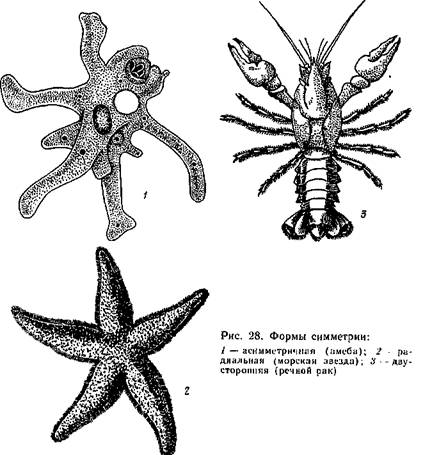 1
3
2
Рис. 28. Формы симметрии:
1 — асимметричная (амеба); 2 — ра-
диальная (морская звезда); 3 — дву-
сторонняя (речной рак)